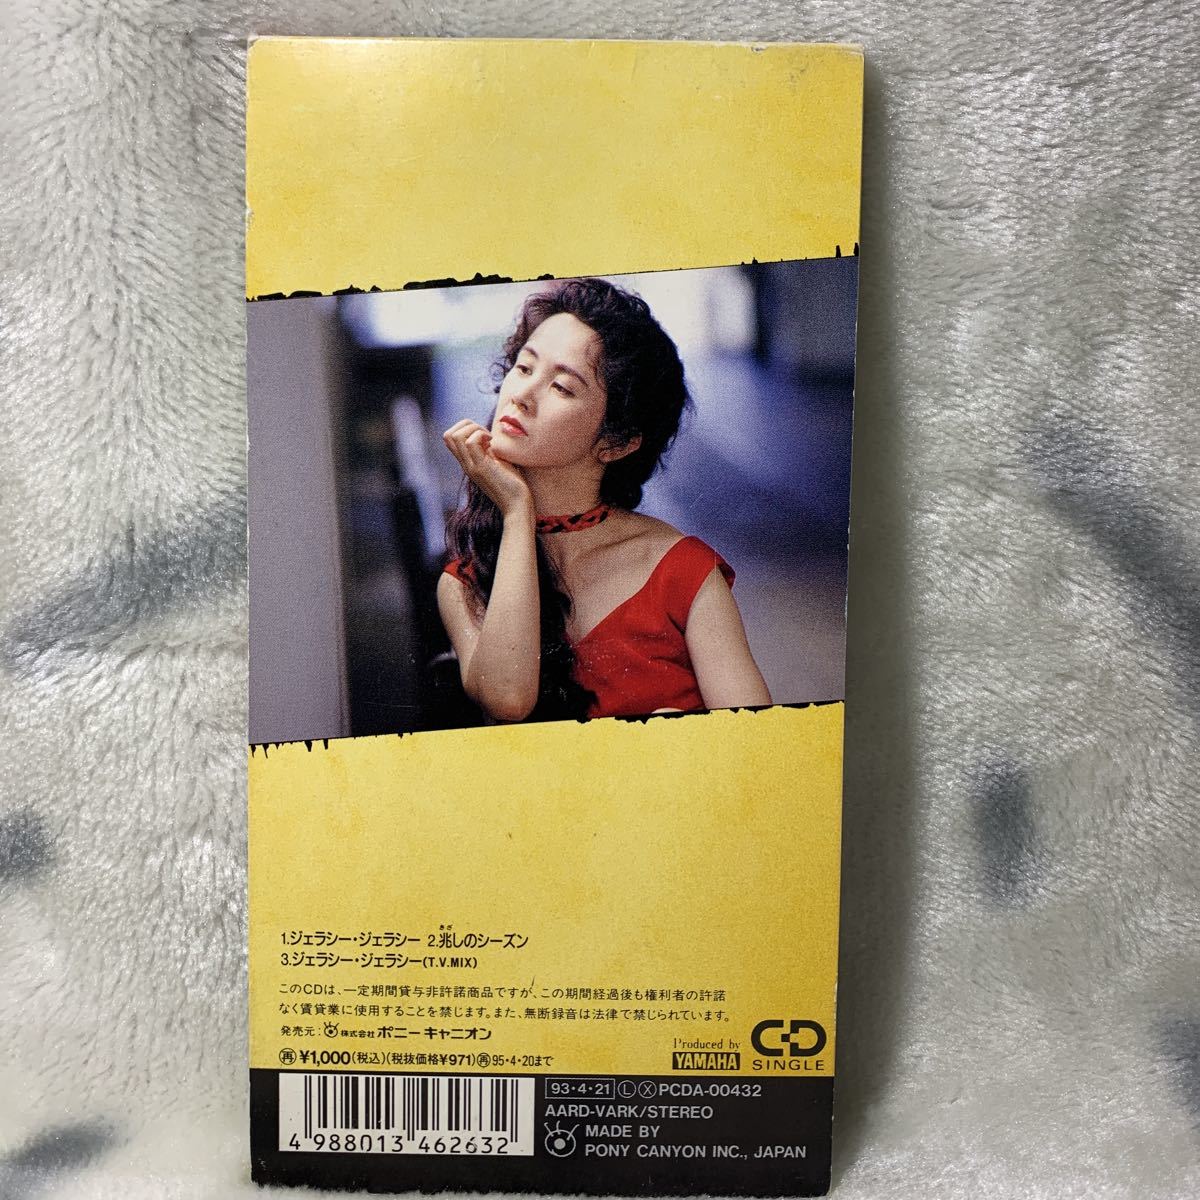 1.ジェラシー・ジェラシー 2.兆しのシーズン
きざ
3.ジェラシー・ジェラシー(T.V.MIX)
このCDは、一定期間貸与非許諾商品ですが、この期間経過後も権利者の許諾
なく賃貸業に使用することを禁じます。また、無断録音は法律で禁じられています。
発売元: 株式会社 ポニーキャニオン
再 ¥1,000(税込)(税抜価格¥971) 再 95・4・20まで
Produced by
YAMAHA
CD
SINGLE
4 988013 462632
93・4・21 L X PCDA-00432
AARD-VARK/STEREO
MADE BY
PONY CANYON INC., JAPAN